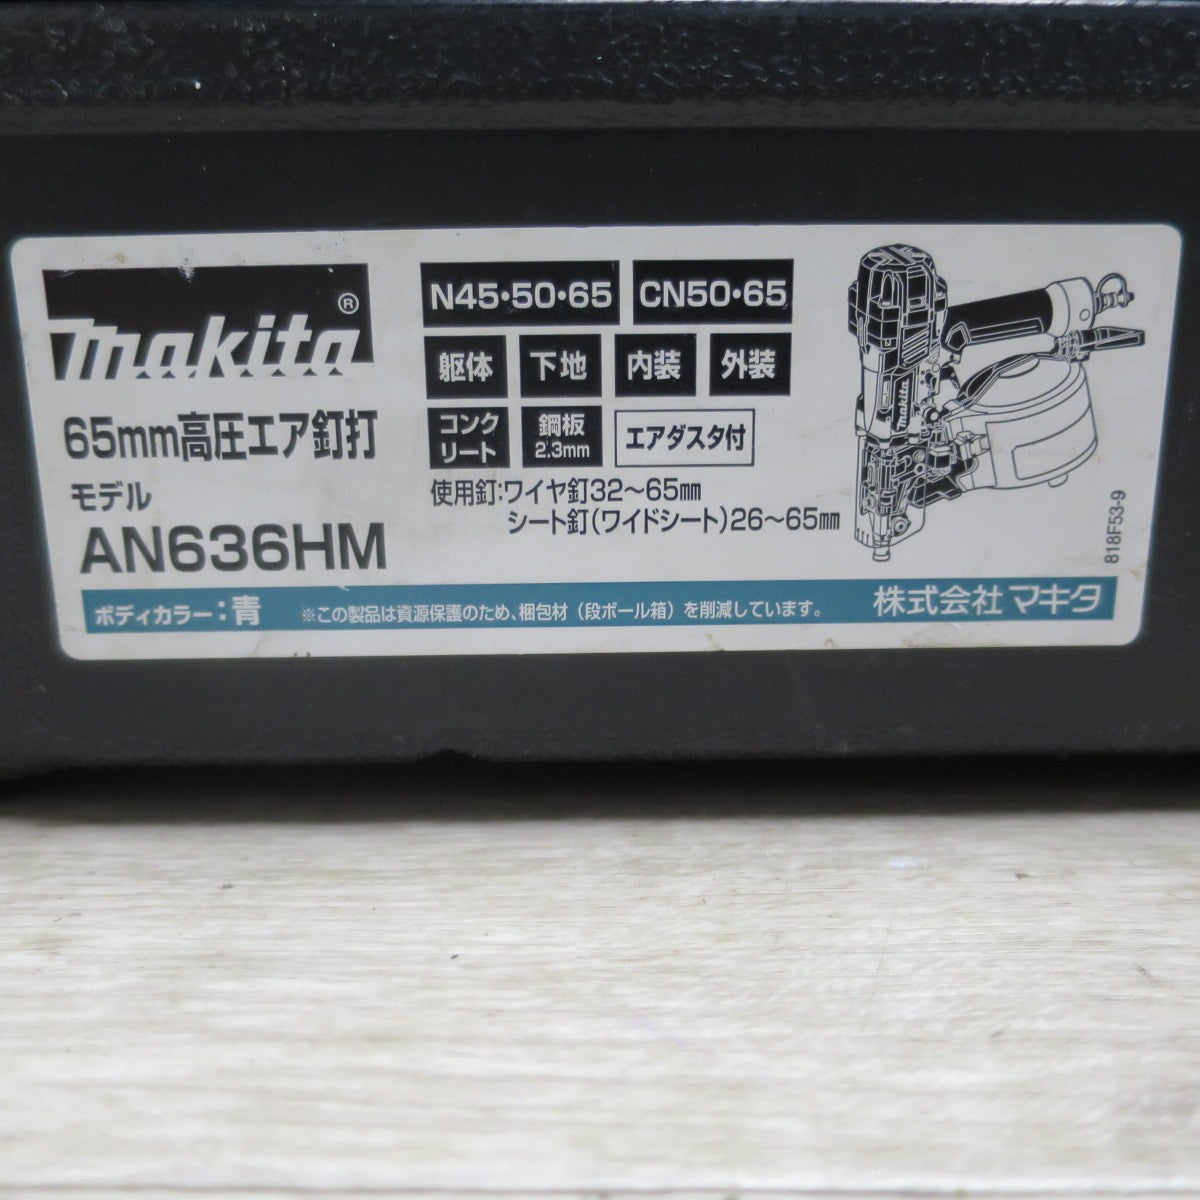 makita®
65mm高圧エア釘打
モデル
AN636HM
N45・50・65
CN50・65
躯体
下地
内装
外装
コンク
リート
鋼板
2.3mm
エアダスタ付
使用釘:ワイヤ釘32〜65㎜
シート釘(ワイドシート)26〜65㎜
makita
818F53-9
ボディカラー:青
※この製品は資源保護のため、梱包材(段ボール箱)を削減しています。
株式会社マキタ